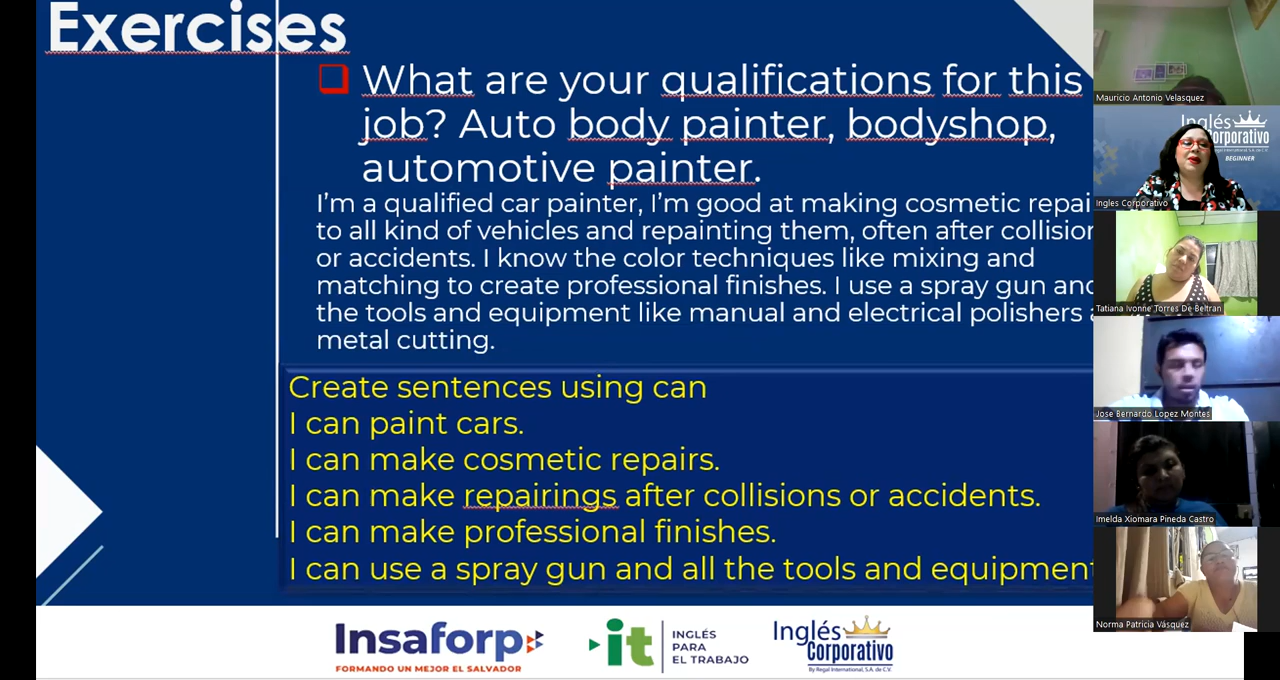 Exercises
What are your qualifications for this
job? Auto body painter, bodyshop,
automotive painter.
I'm a qualified car painter, I'm good at making cosmetic repai
to all kind of vehicles and repainting them, often after collision
or accidents. I know the color techniques like mixing and
matching to create professional finishes. I use a spray gun and
the tools and equipment like manual and electrical polishers
metal cutting.
Create sentences using can
I can paint cars.
I can make cosmetic repairs.
I can make repairings after collisions or accidents.
I can make professional finishes.
I can use a spray gun and all the tools and equipment
Insaforp
FORMANDO UN MEJOR EL SALVADOR
it
INGLÉS
PARA
EL TRABAJO
Inglés
Corporativo
By Regal International, S.A. de C.V.
Mauricio Antonio Velasquez
Inglés
Corporativo
BEGINNER
Ingles Corporativo
Tatiana Ivonne Torres De Beltran
Jose Bernardo Lopez Montes
Imelda Xiomara Pineda Castro
Norma Patricia Vásquez